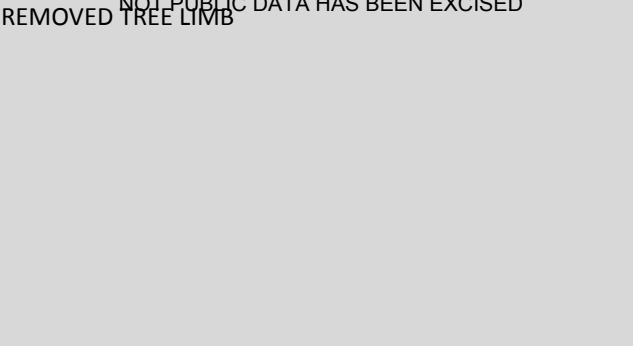 NOT PUBLIC DATA HAS BEEN EXCISED
REMOVED TREE LIMB